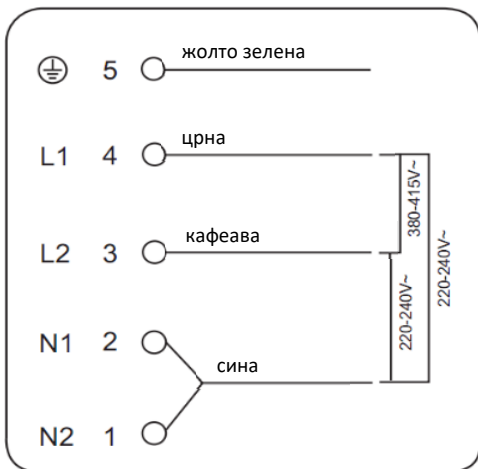 5 жолто зелена
L1 4 црна
L2 3 кафеава
N1 2
сина
N2 1
380-415V~
220-240V~
220-240V~